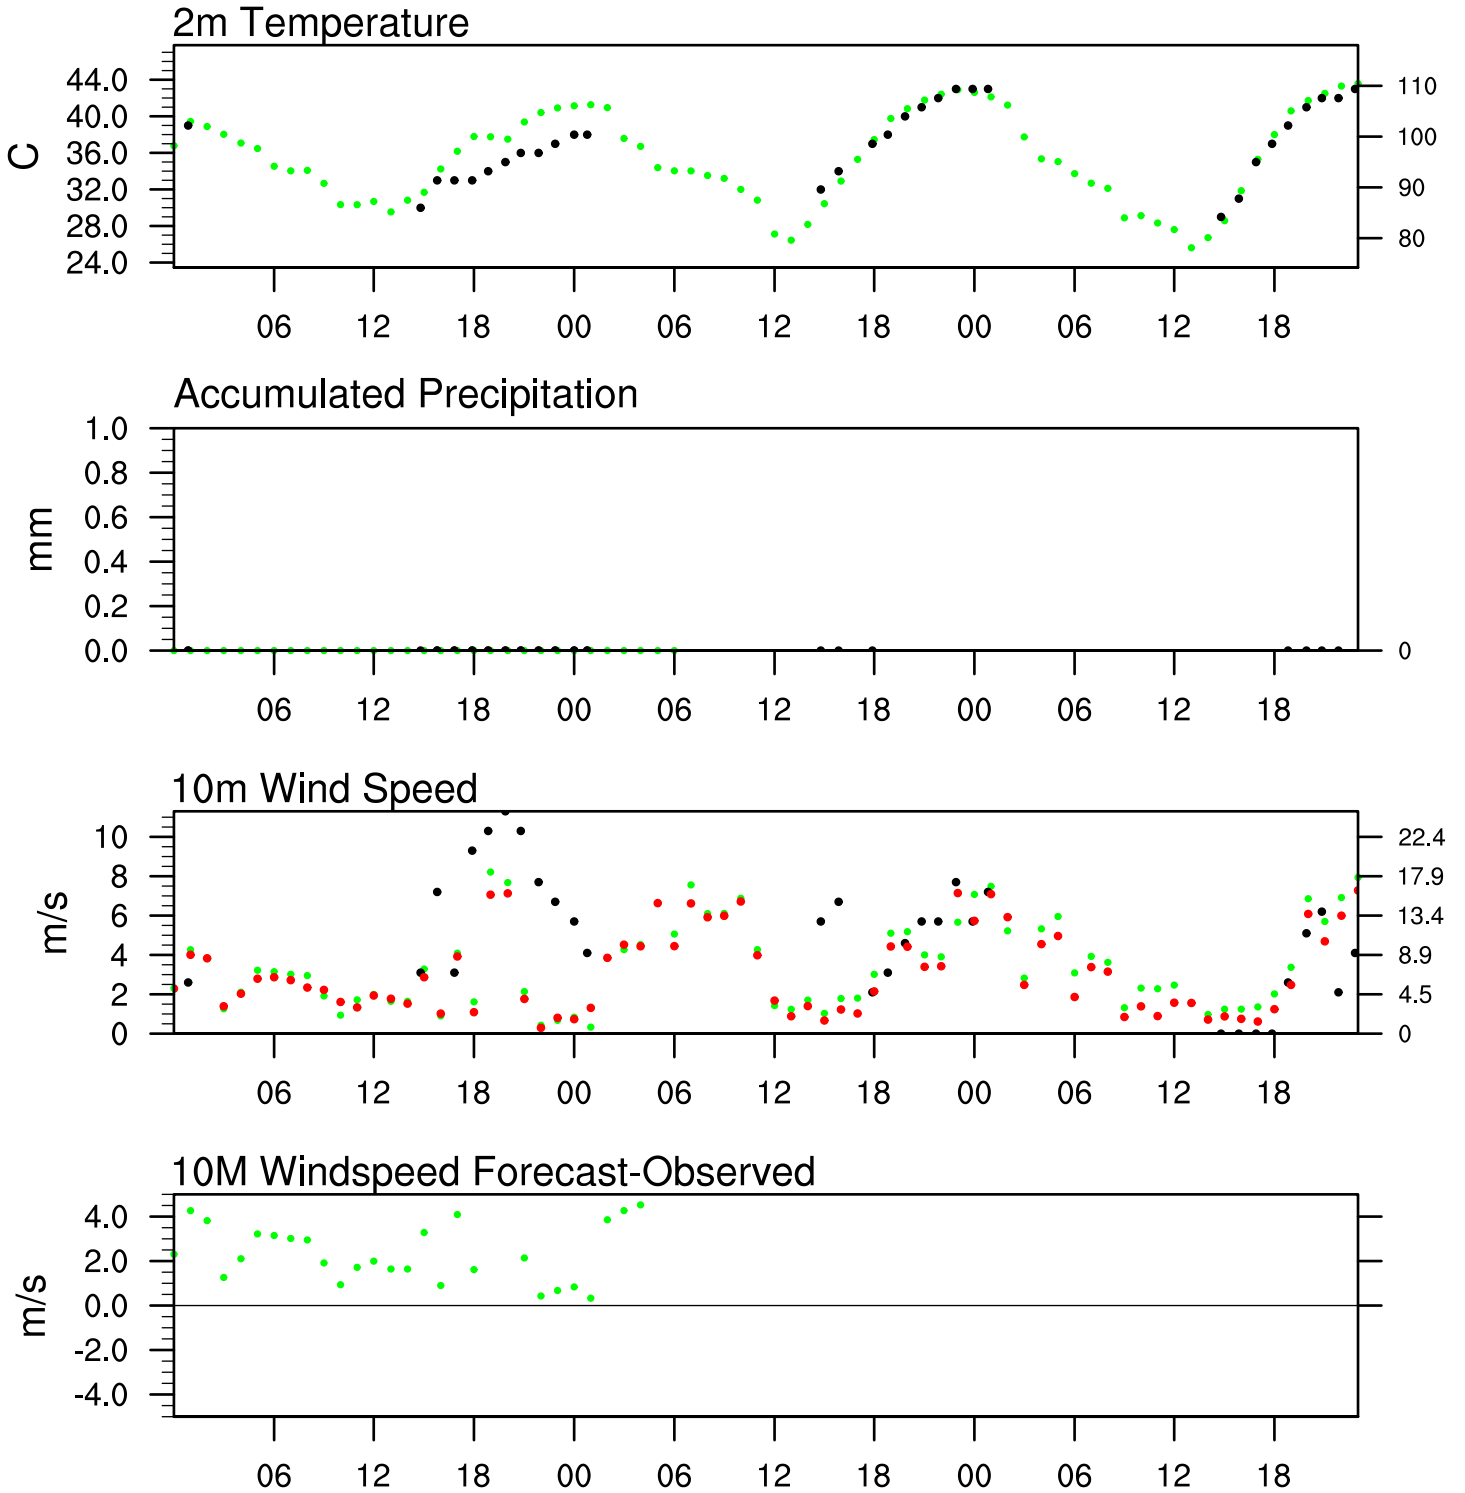 2m Temperature
44.0
40.0
36.0
32.0
28.0
24.0
C
110
100
90
80
06 12 18 00 06 12 18 00 06 12 18
Accumulated Precipitation
1.0
0.8
0.6
0.4
0.2
0.0
mm
0
06 12 18 00 06 12 18 00 06 12 18
10m Wind Speed
10
8
6
4
2
0
m/s
22.4
17.9
13.4
8.9
4.5
0
06 12 18 00 06 12 18 00 06 12 18
10M Windspeed Forecast-Observed
4.0
2.0
0.0
-2.0
-4.0
m/s
06 12 18 00 06 12 18 00 06 12 18